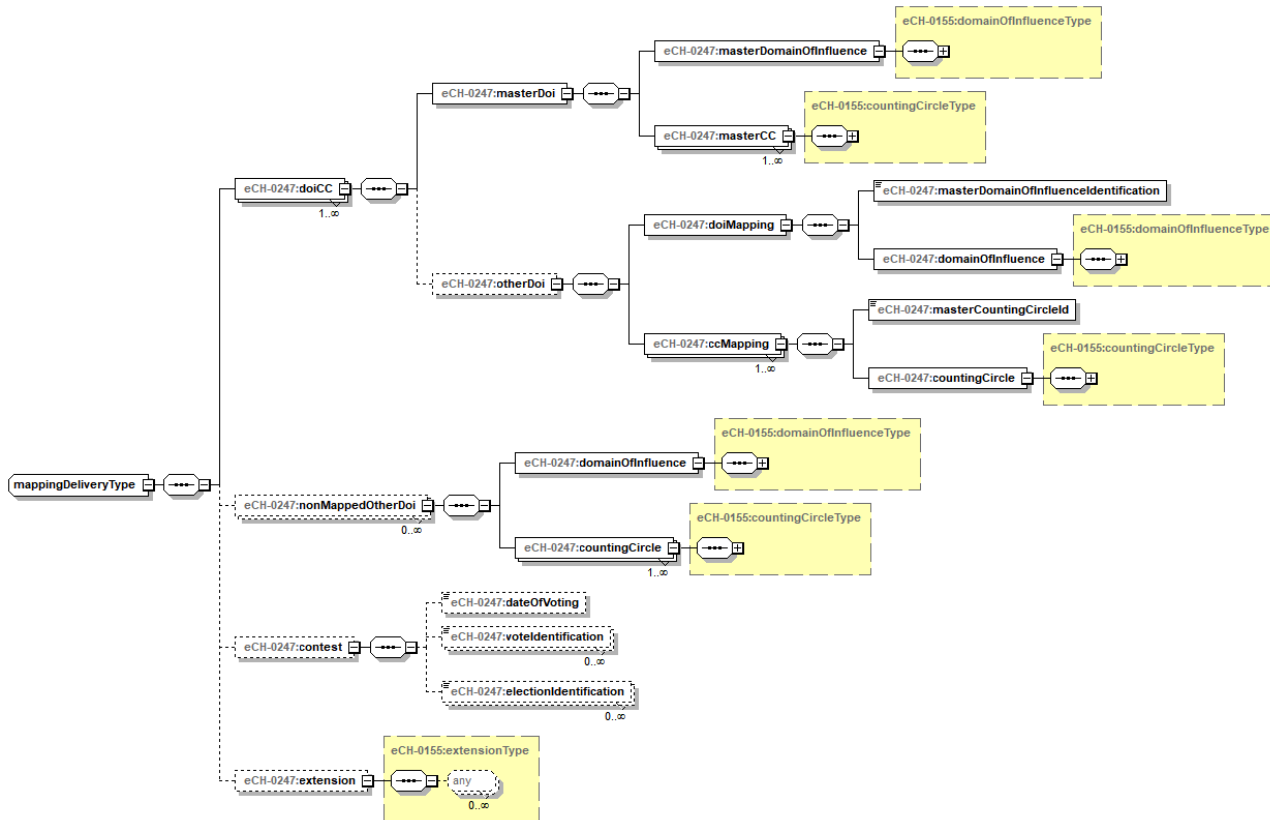 eCH-0155:domainOfInfluenceType
eCH-0247:masterDomainOfInfluence
eCH-0247:masterDoi
eCH-0155:countingCircleType
eCH-0247:masterCC
1..∞
eCH-0247:doiCC
1..∞
eCH-0247:masterDomainOfInfluenceIdentification
eCH-0247:doiMapping
eCH-0155:domainOfInfluenceType
eCH-0247:domainOfInfluence
eCH-0247:otherDoi
eCH-0247:masterCountingCircleId
eCH-0247:ccMapping
1..∞
eCH-0155:countingCircleType
eCH-0247:countingCircle
eCH-0155:domainOfInfluenceType
eCH-0247:domainOfInfluence
mappingDeliveryType
eCH-0247:nonMappedOtherDoi
0..∞
eCH-0155:countingCircleType
eCH-0247:countingCircle
1..∞
eCH-0247:dateOfVoting
eCH-0247:contest
eCH-0247:voteIdentification
0..∞
eCH-0247:electionIdentification
0..∞
eCH-0155:extensionType
eCH-0247:extension
any
0..∞